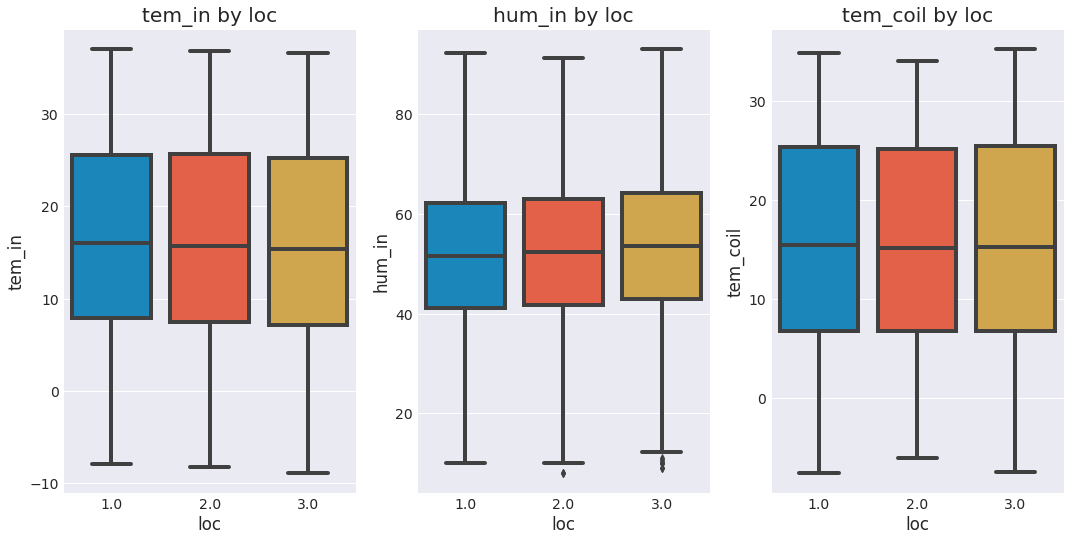 tem_in by loc
tem_in
30
20
10
0
−10
1.0 2.0 3.0
loc
hum_in by loc
hum_in
80
60
40
20
1.0 2.0 3.0
loc
tem_coil by loc
tem_coil
30
20
10
0
1.0 2.0 3.0
loc